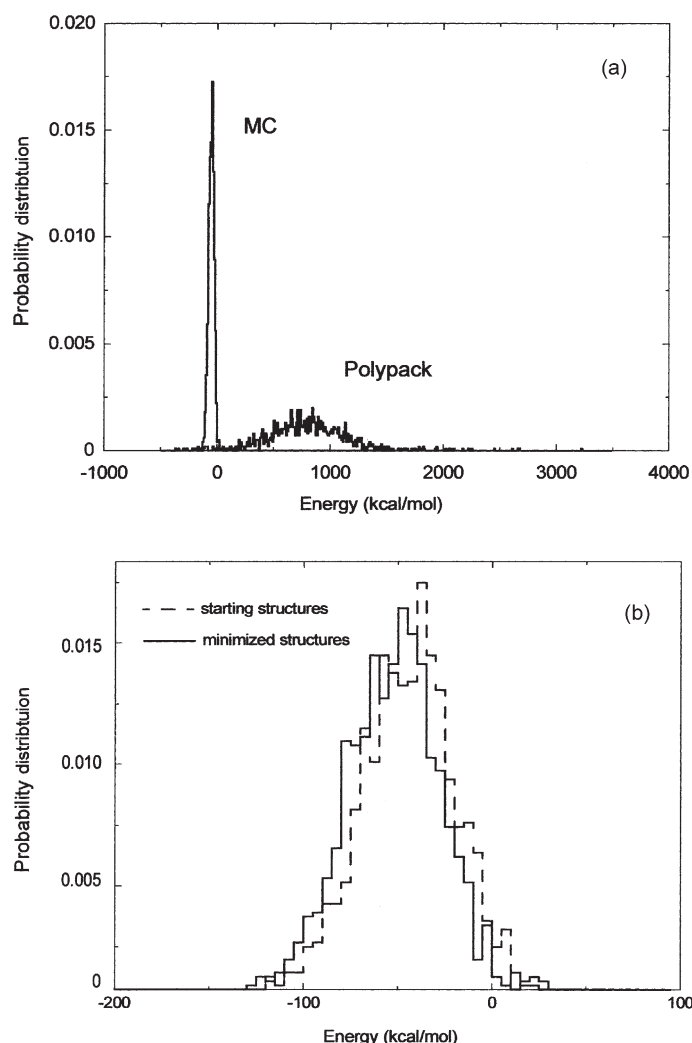 0.020
(a)
MC
0.015
0.010
0.005
0
Polypack
Probability distribtuion
-1000 0 1000 2000 3000 4000
Energy (kcal/mol)
(b)
starting structures
minimized structures
0.015
0.010
0.005
0
Probability distribtuion
-200 -100 0 100
Energy (kcal/mol)